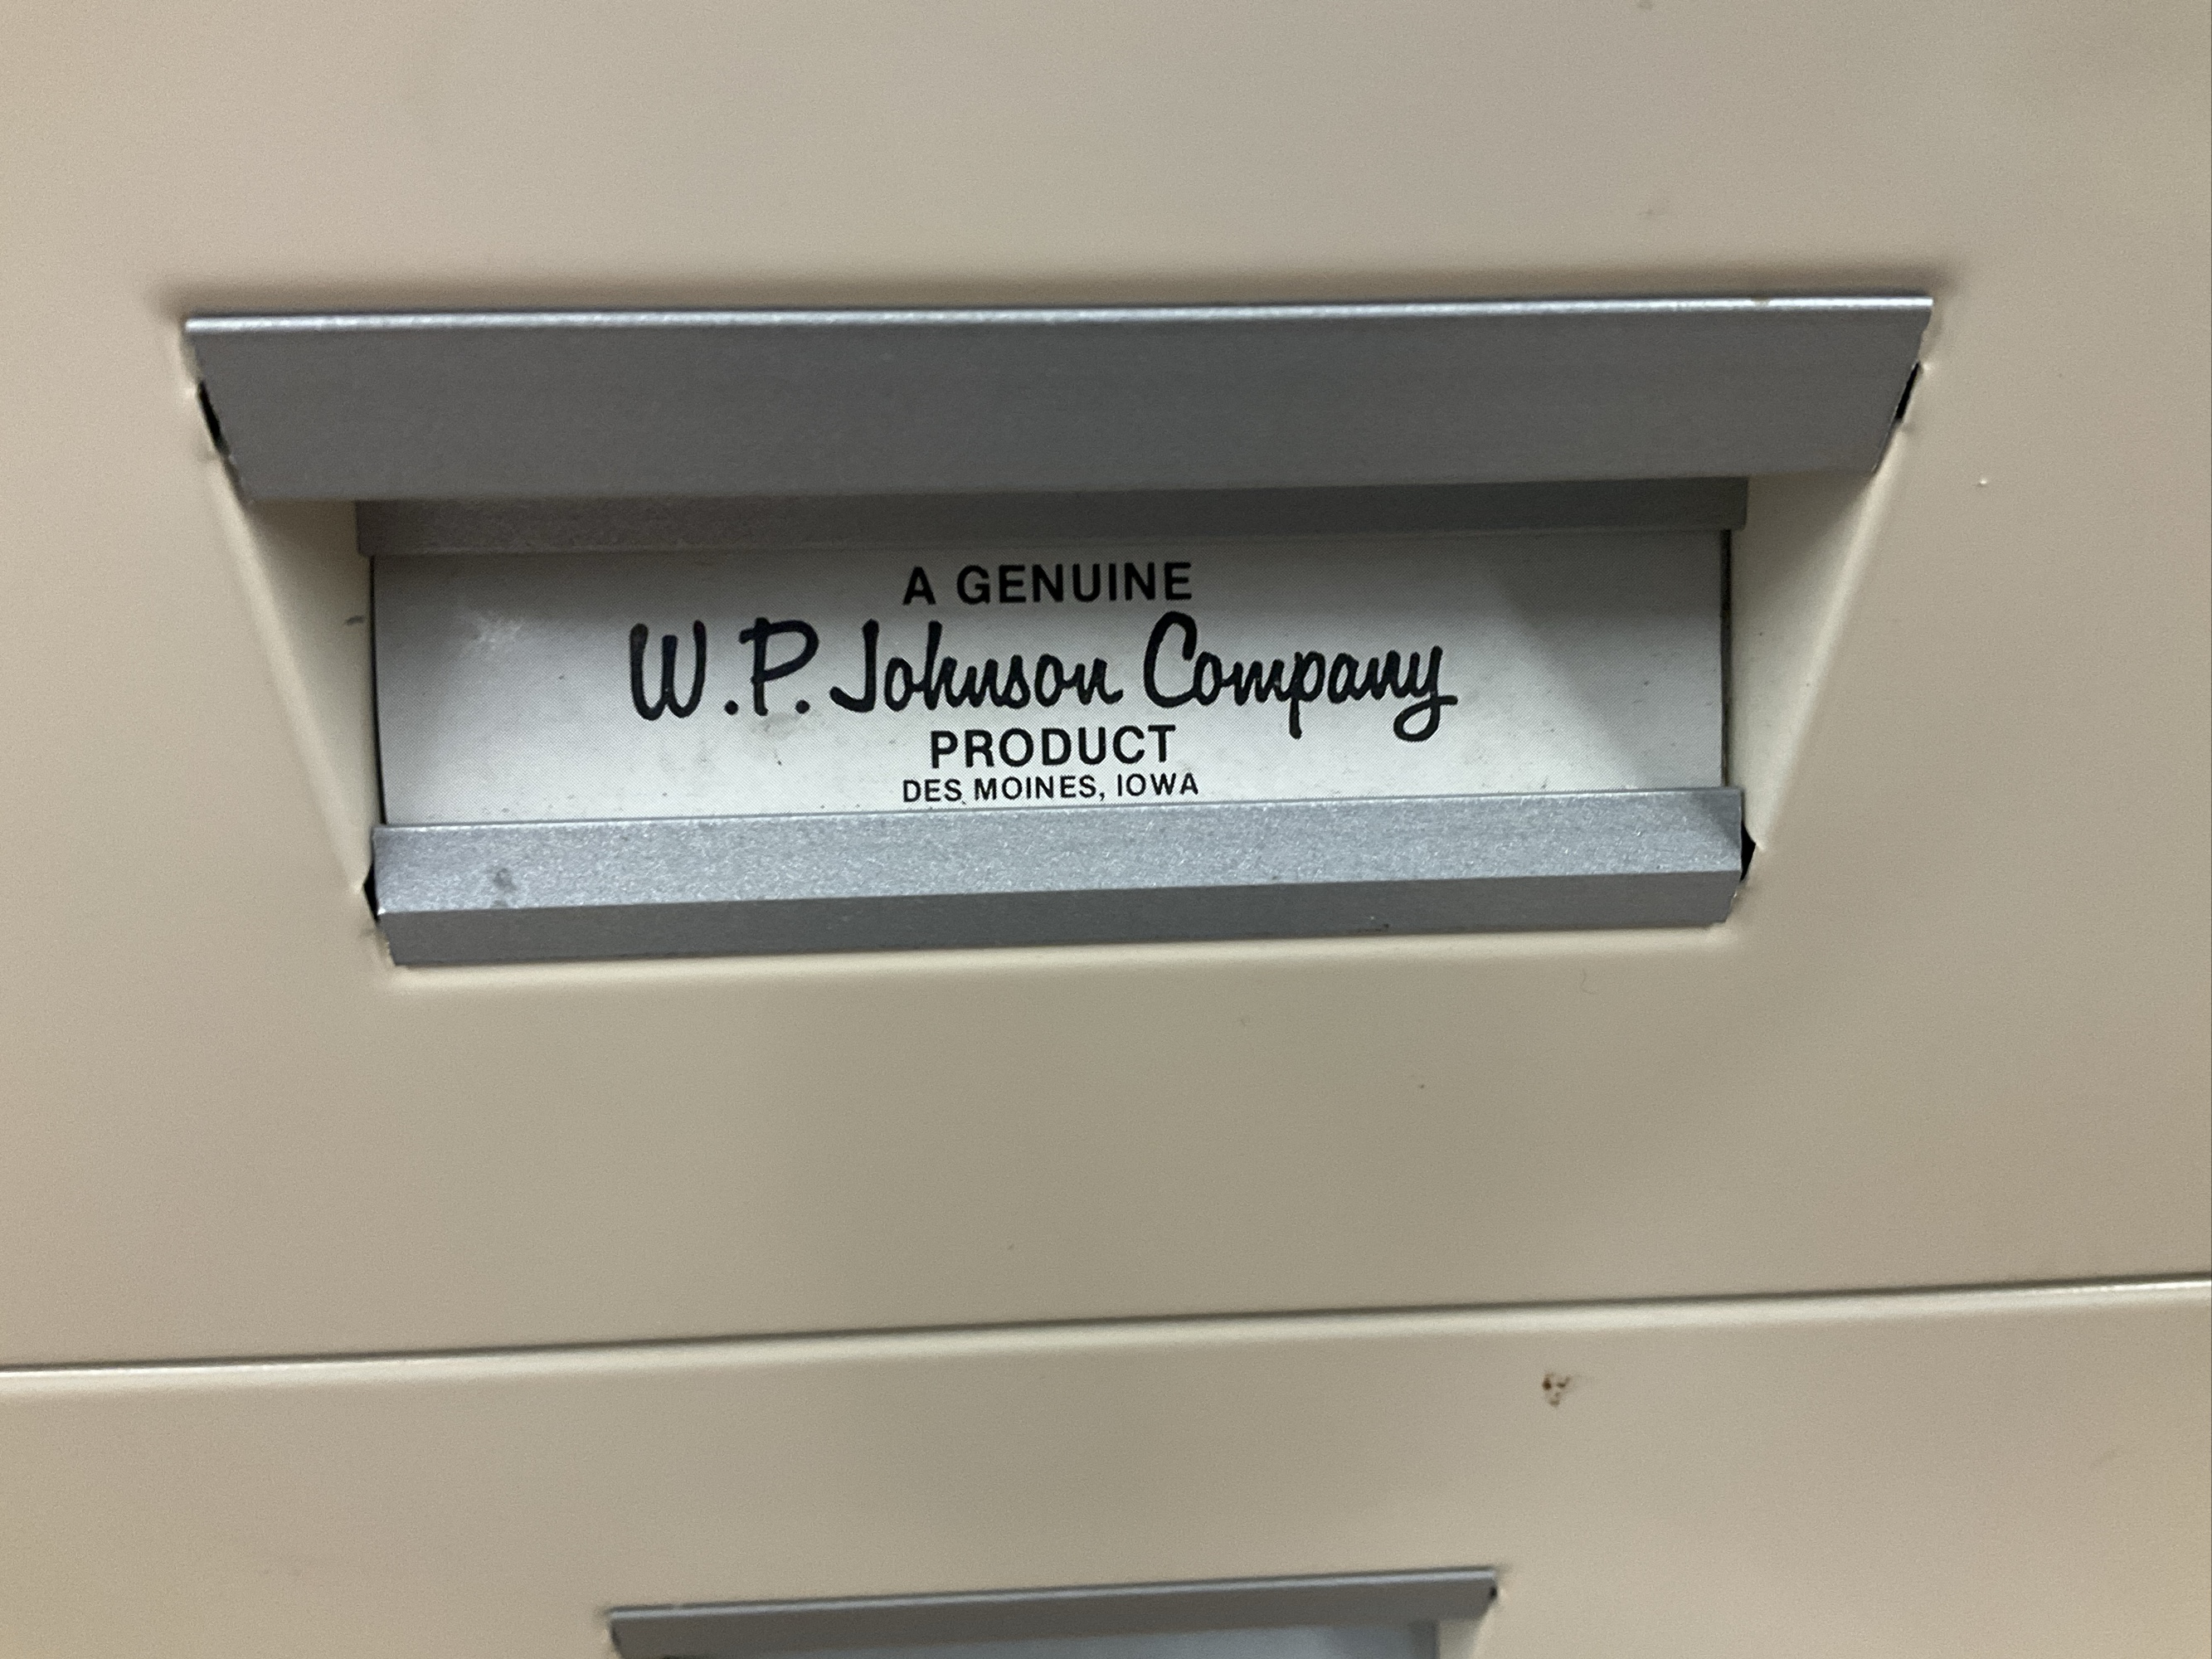 A GENUINE
W.P. Johnson Company
PRODUCT
DES MOINES, IOWA